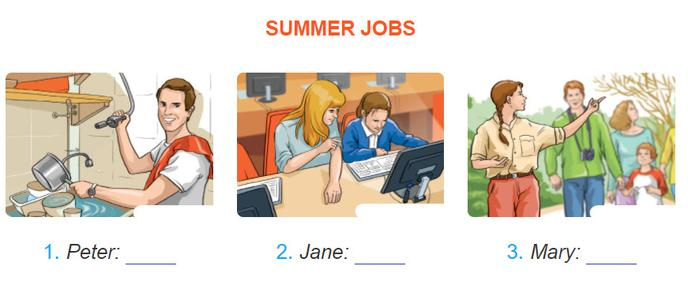 SUMMER JOBS
1. Peter: _____
2. Jane: _____
3. Mary: _____